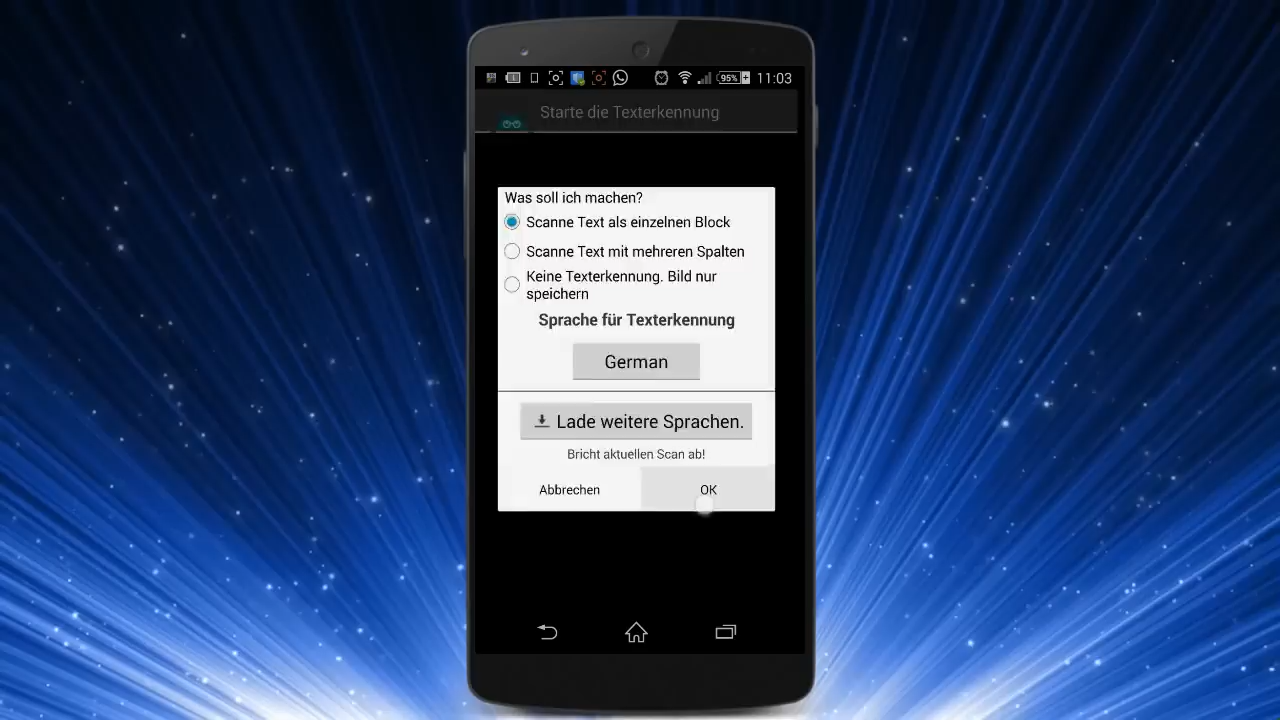 95% 11:03
Starte die Texterkennung
Was soll ich machen?
Scanne Text als einzelnen Block
Scanne Text mit mehreren Spalten
Keine Texterkennung. Bild nur
speichern
Sprache für Texterkennung
German
Lade weitere Sprachen.
Bricht aktuellen Scan ab!
Abbrechen OK